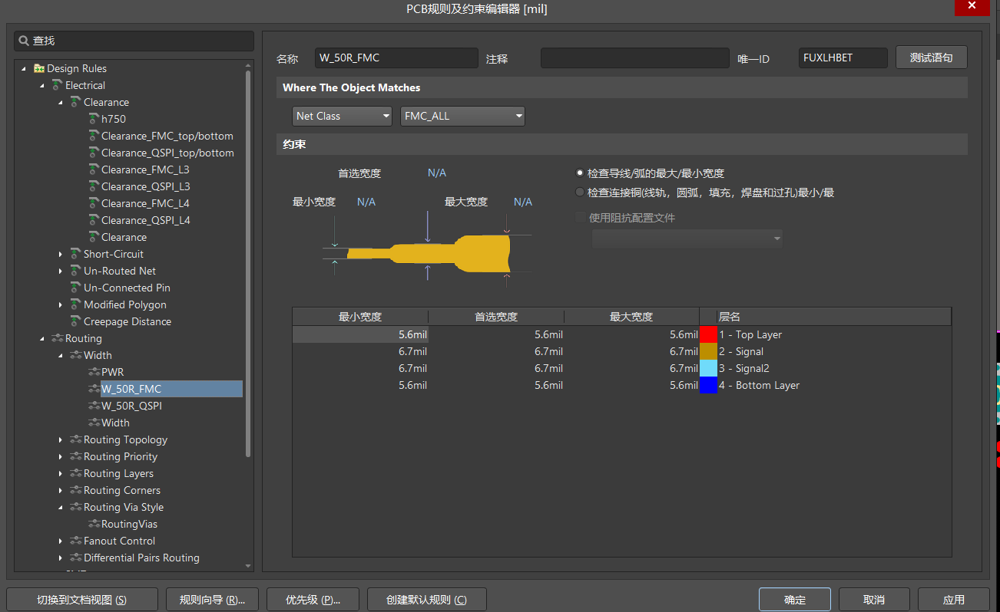 PCB规则及约束编辑器 [mil]
查找
Design Rules
Electrical
Clearance
h750
Clearance_FMC_top/bottom
Clearance_QSPI_top/bottom
Clearance_FMC_L3
Clearance_QSPI_L3
Clearance_FMC_L4
Clearance_QSPI_L4
Clearance
Short-Circuit
Un-Routed Net
Un-Connected Pin
Modified Polygon
Creepage Distance
Routing
Width
PWR
W_50R_FMC
W_50R_QSPI
Width
Routing Topology
Routing Priority
Routing Layers
Routing Corners
Routing Via Style
RoutingVias
Fanout Control
Differential Pairs Routing
名称 W_50R_FMC 注释 唯一ID FUXLHBET 测试语句
Where The Object Matches
Net Class FMC_ALL
约束
首选宽度 N/A
最小宽度 N/A 最大宽度 N/A
检查导线/弧的最大/最小宽度
检查连接铜(线轨，圆弧，填充，焊盘和过孔)最小/最
使用阻抗配置文件
最小宽度 首选宽度 最大宽度 层名
5.6mil 5.6mil 5.6mil 1 - Top Layer
6.7mil 6.7mil 6.7mil 2 - Signal
6.7mil 6.7mil 6.7mil 3 - Signal2
5.6mil 5.6mil 5.6mil 4 - Bottom Layer
切换到文档视图 (S) 规则向导 (R)... 优先级 (P)... 创建默认规则 (C) 确定 取消 应用